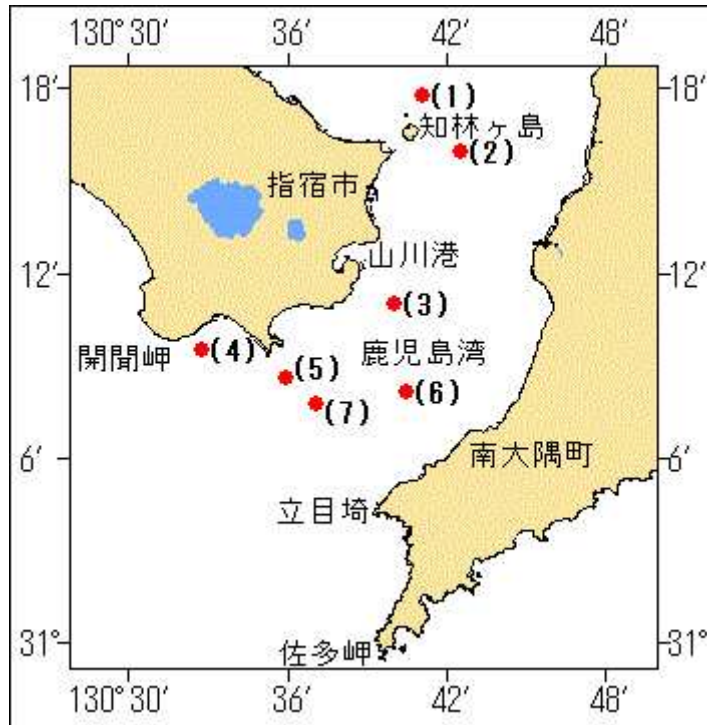 130°30′ 36′ 42′ 48′
18′ 18′
(1)
知林ヶ島
(2)
指宿市
山川港
12′ 12′
(3)
開聞岬
(4)
鹿児島湾
(5)
(6)
(7)
6′ 6′
南大隅町
立目埼
31° 31°
佐多岬
130°30′ 36′ 42′ 48′